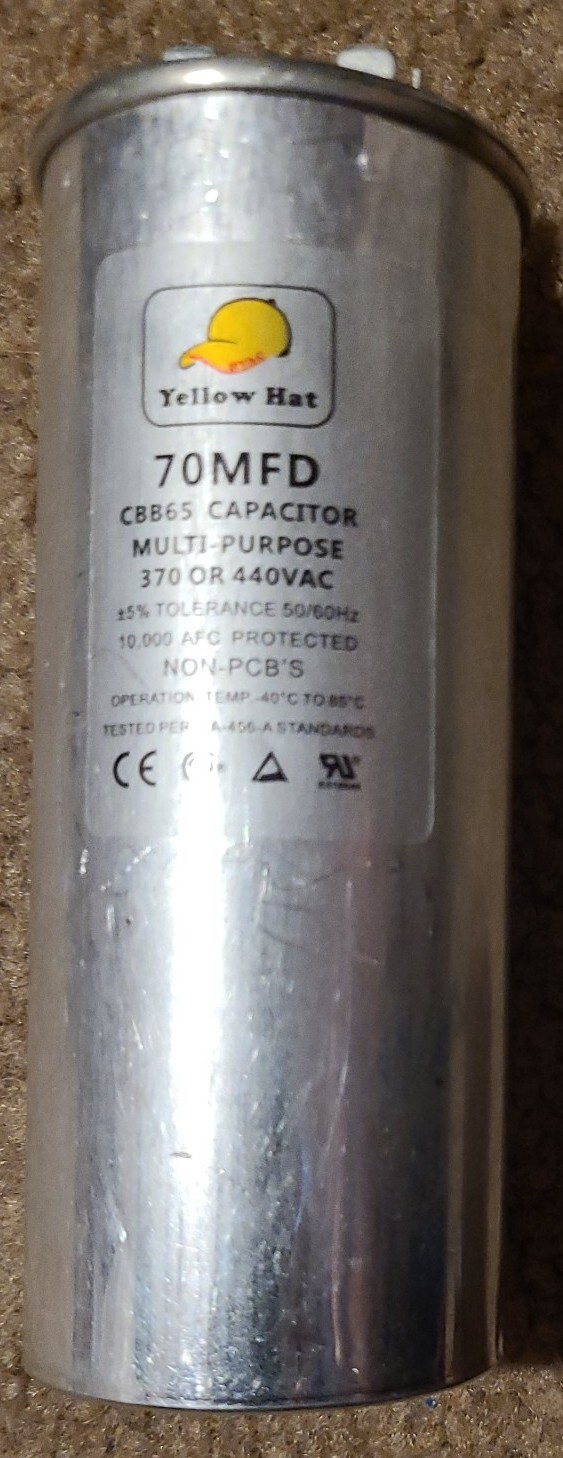 PTAC
Yellow Hat
70MFD
CBB65 CAPACITOR
MULTI-PURPOSE
370 OR 440VAC
±5% TOLERANCE 50/60Hz
10,000 AFC PROTECTED
NON-PCB'S
OPERATION TEMP -40°C TO 85°C
TESTED PER A-456-A STANDARDS
CE